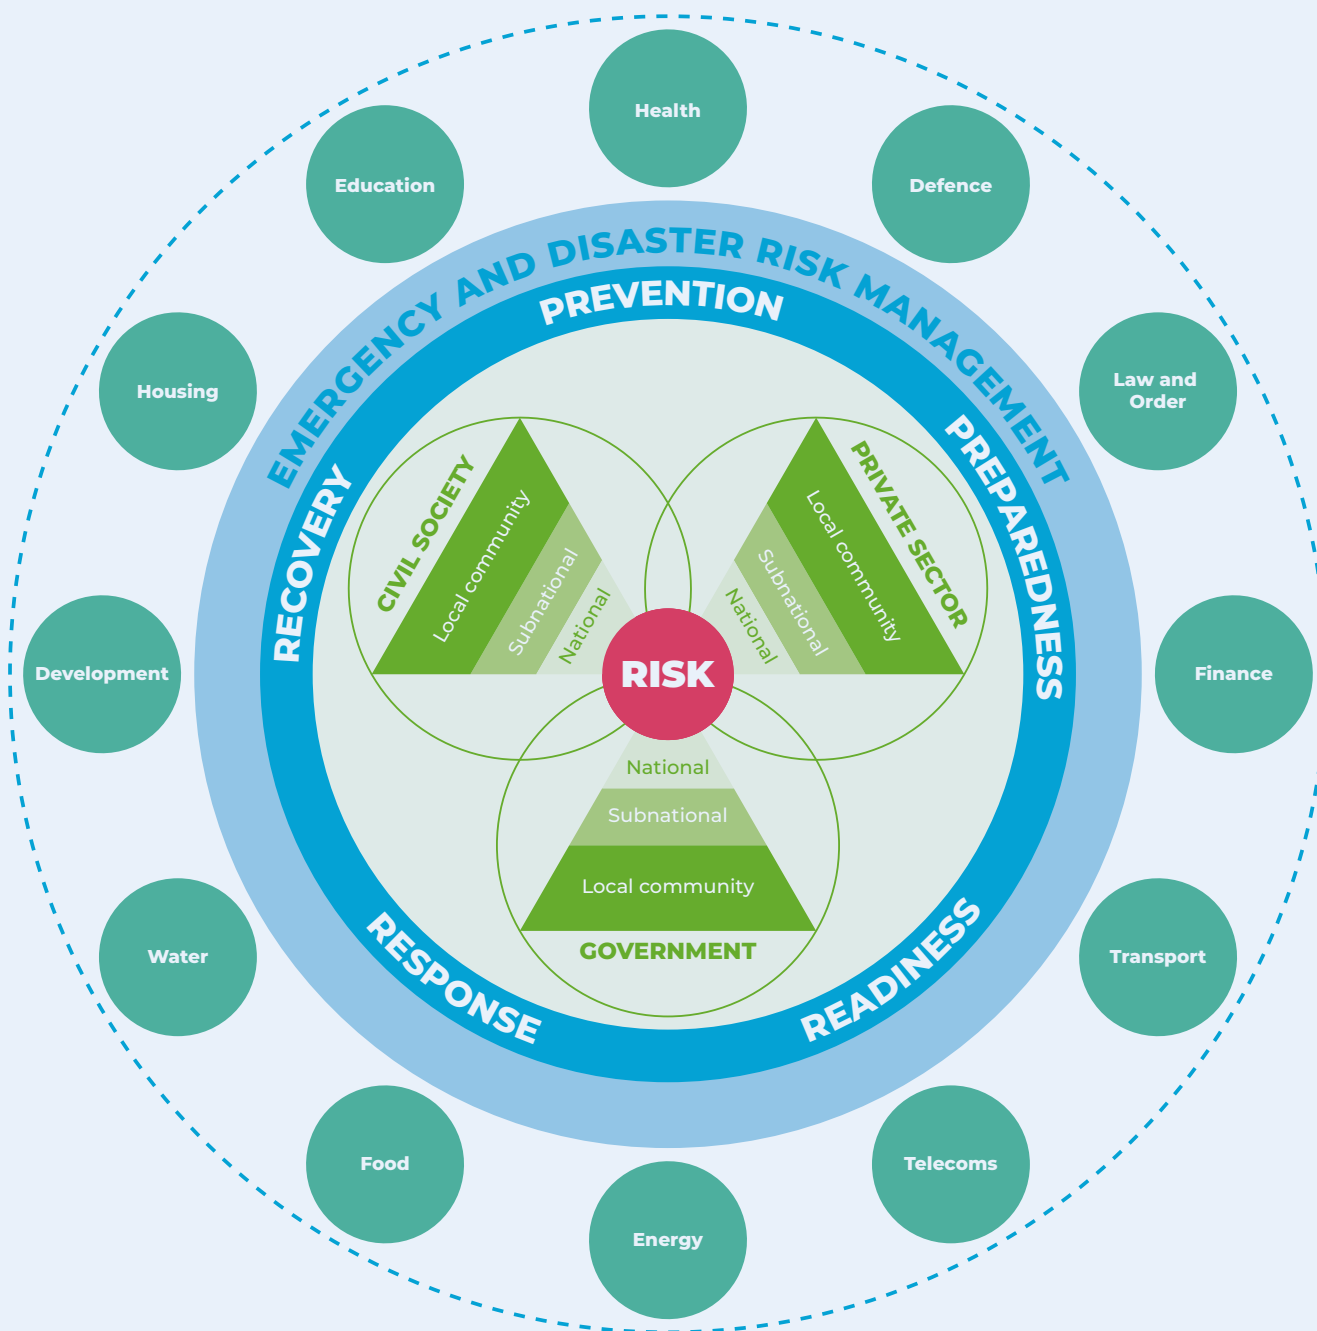 Health
Defence
Law and
Order
Finance
Transport
Telecoms
Energy
Food
Water
Development
Housing
Education
EMERGENCY AND DISASTER RISK MANAGEMENT
PREVENTION
PREPAREDNESS
READINESS
RESPONSE
RECOVERY
CIVIL SOCIETY
Local community
Subnational
National
PRIVATE SECTOR
Local community
Subnational
National
RISK
National
Subnational
Local community
GOVERNMENT